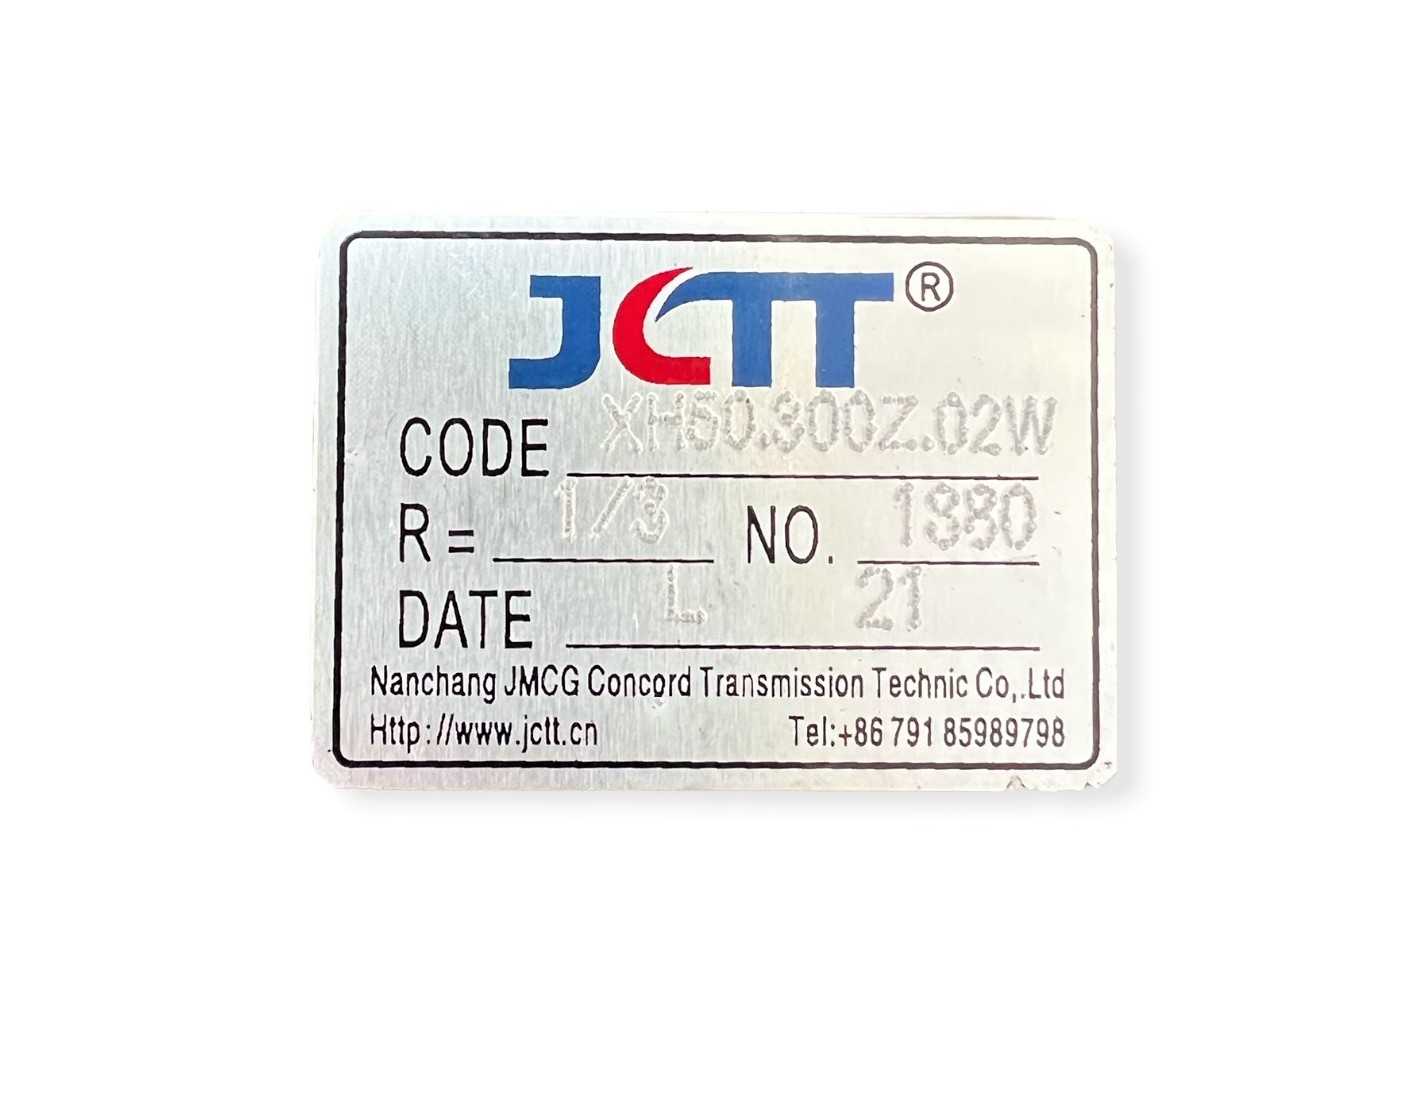 JCTT®
CODE XH50.300Z.02W
R = 1/3 NO. 1980
DATE L 21
Nanchang JMCG Concord Transmission Technic Co,.Ltd
Http://www.jctt.cn Tel:+86 791 85989798